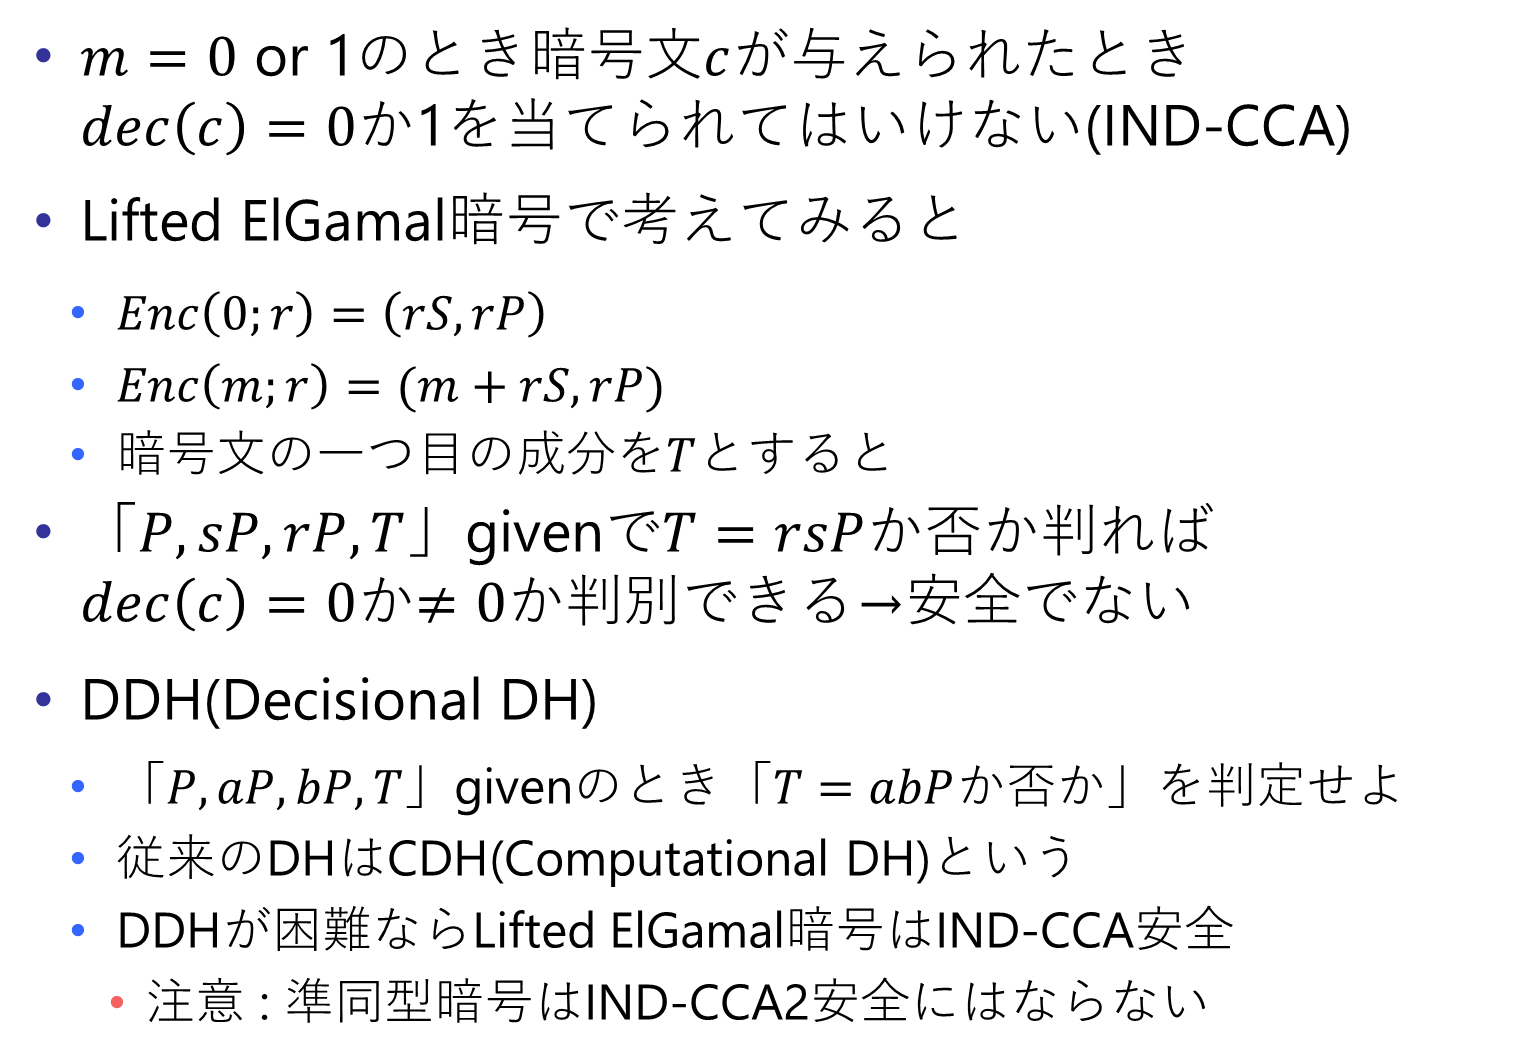 • m = 0 or 1のとき暗号文cが与えられたとき
dec(c) = 0か1を当てられてはいけない(IND-CCA)
• Lifted ElGamal暗号で考えてみると
• Enc(0; r) = (rS, rP)
• Enc(m; r) = (m + rS, rP)
• 暗号文の一つ目の成分をTとすると
• 「P, sP, rP, T」givenでT = rsPか否か判れば
dec(c) = 0か≠ 0か判別できる→安全でない
• DDH(Decisional DH)
• 「P, aP, bP, T」givenのとき「T = abPか否か」を判定せよ
• 従来のDHはCDH(Computational DH)という
• DDHが困難ならLifted ElGamal暗号はIND-CCA安全
• 注意 : 準同型暗号はIND-CCA2安全にはならない